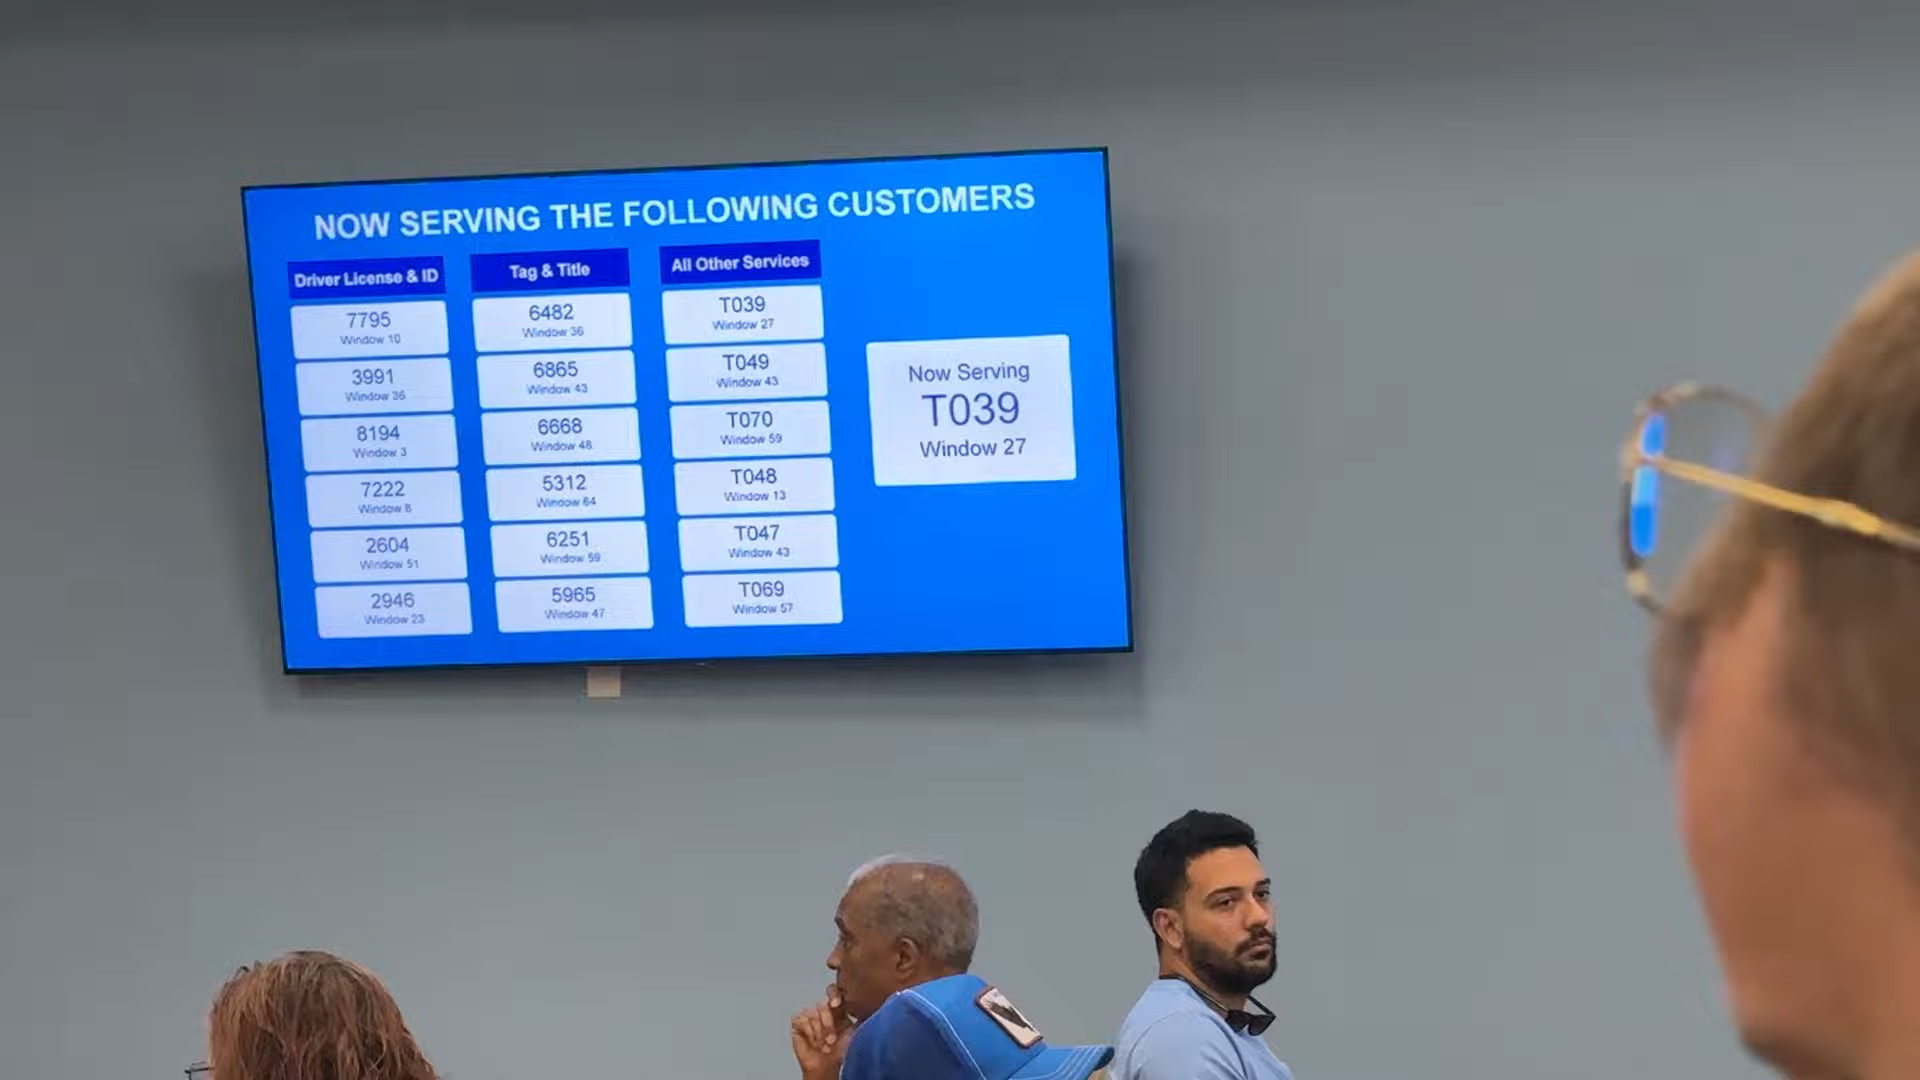 NOW SERVING THE FOLLOWING CUSTOMERS
Driver License & ID
7795
Window 10
3991
Window 36
8194
Window 3
7222
Window 8
2604
Window 51
2946
Window 23
Tag & Title
6482
Window 36
6865
Window 43
6668
Window 48
5312
Window 64
6251
Window 59
5965
Window 47
All Other Services
T039
Window 27
T049
Window 43
T070
Window 59
T048
Window 13
T047
Window 43
T069
Window 57
Now Serving
T039
Window 27